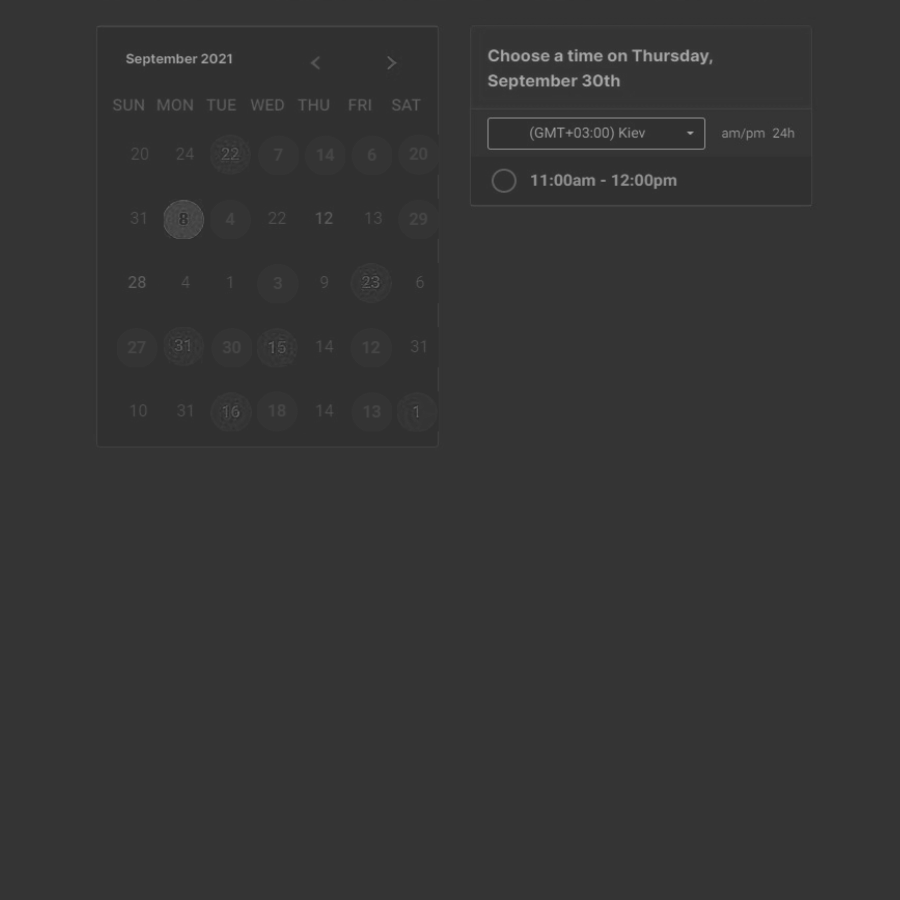 September 2021
SUN MON TUE WED THU FRI SAT
20 24 22 7 14 6 20
31 8 4 22 12 13 29
28 4 1 3 9 23 6
27 31 30 15 14 12 31
10 31 16 18 14 13 1
Choose a time on Thursday,
September 30th
(GMT+03:00) Kiev am/pm 24h
11:00am - 12:00pm